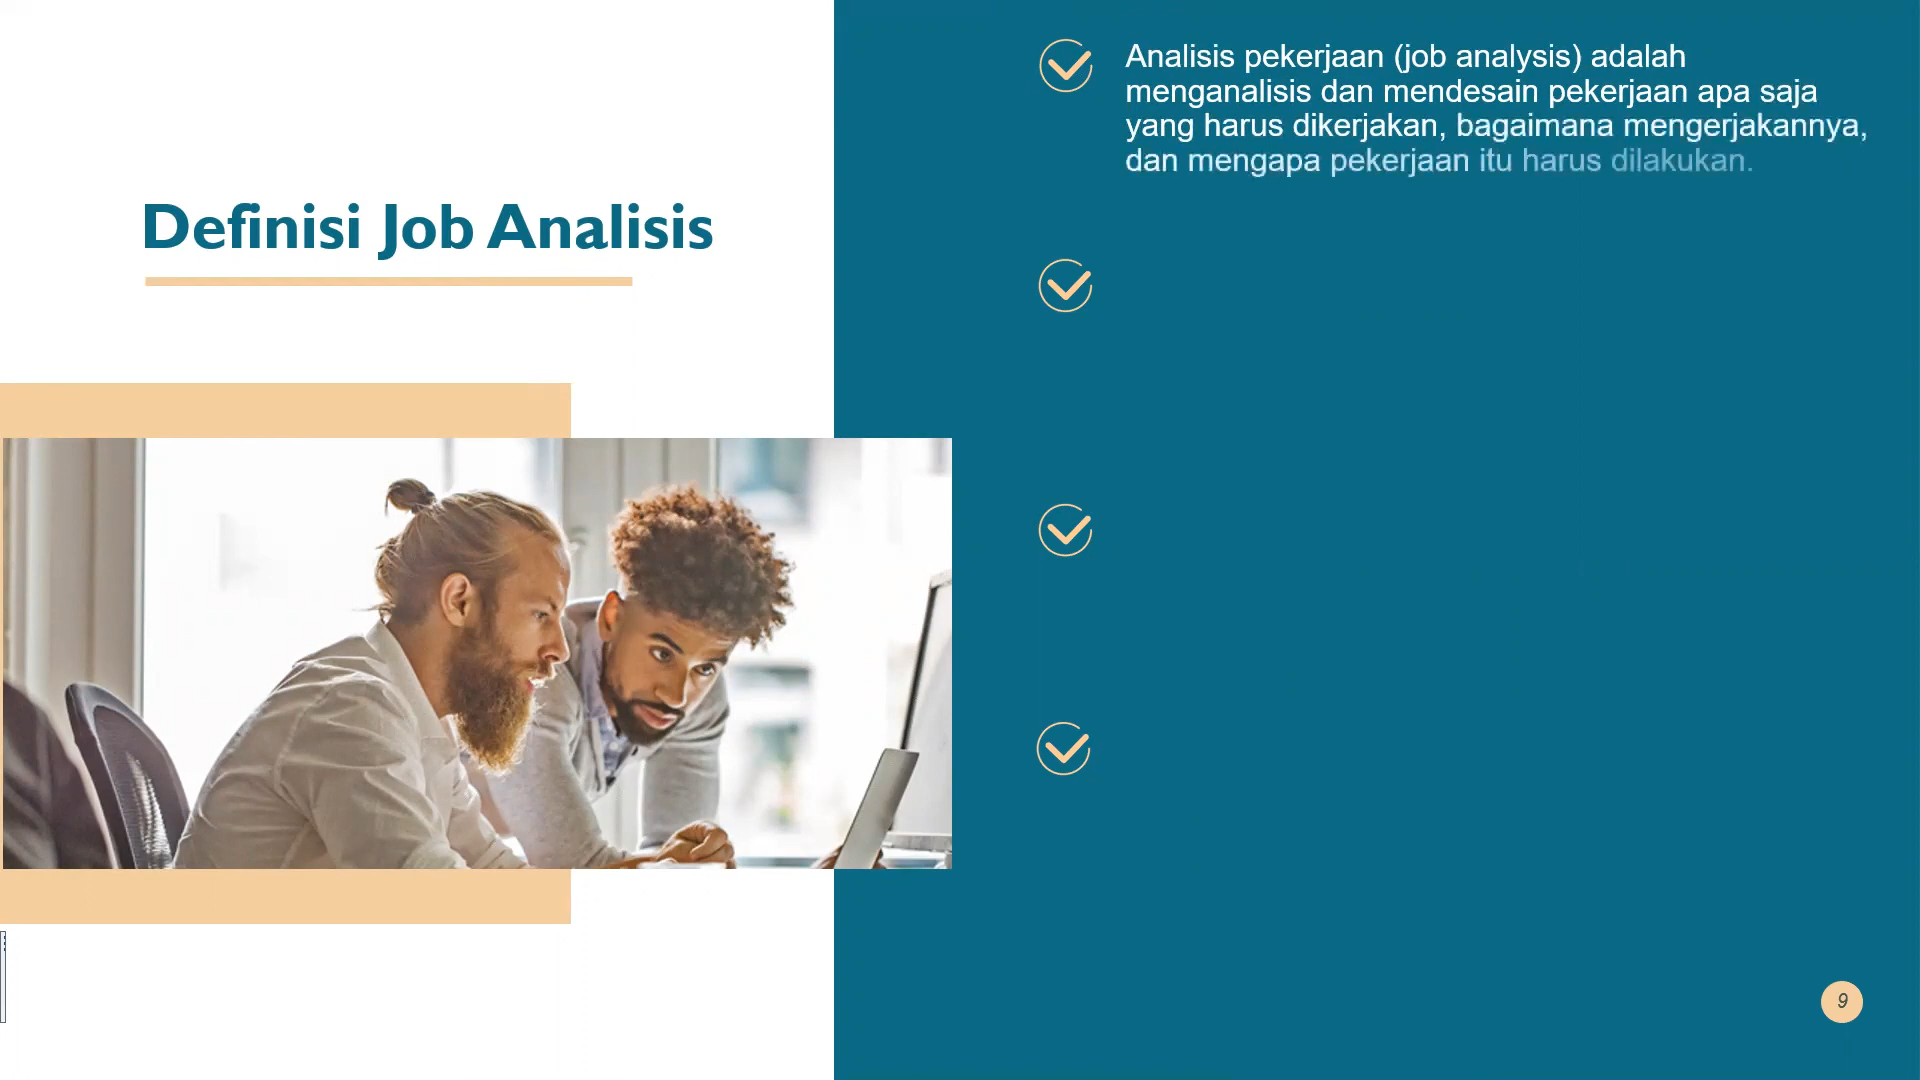 Definisi Job Analisis
Analisis pekerjaan (job analysis) adalah
menganalisis dan mendesain pekerjaan apa saja
yang harus dikerjakan, bagaimana mengerjakannya,
dan mengapa pekerjaan itu harus dilakukan.
9